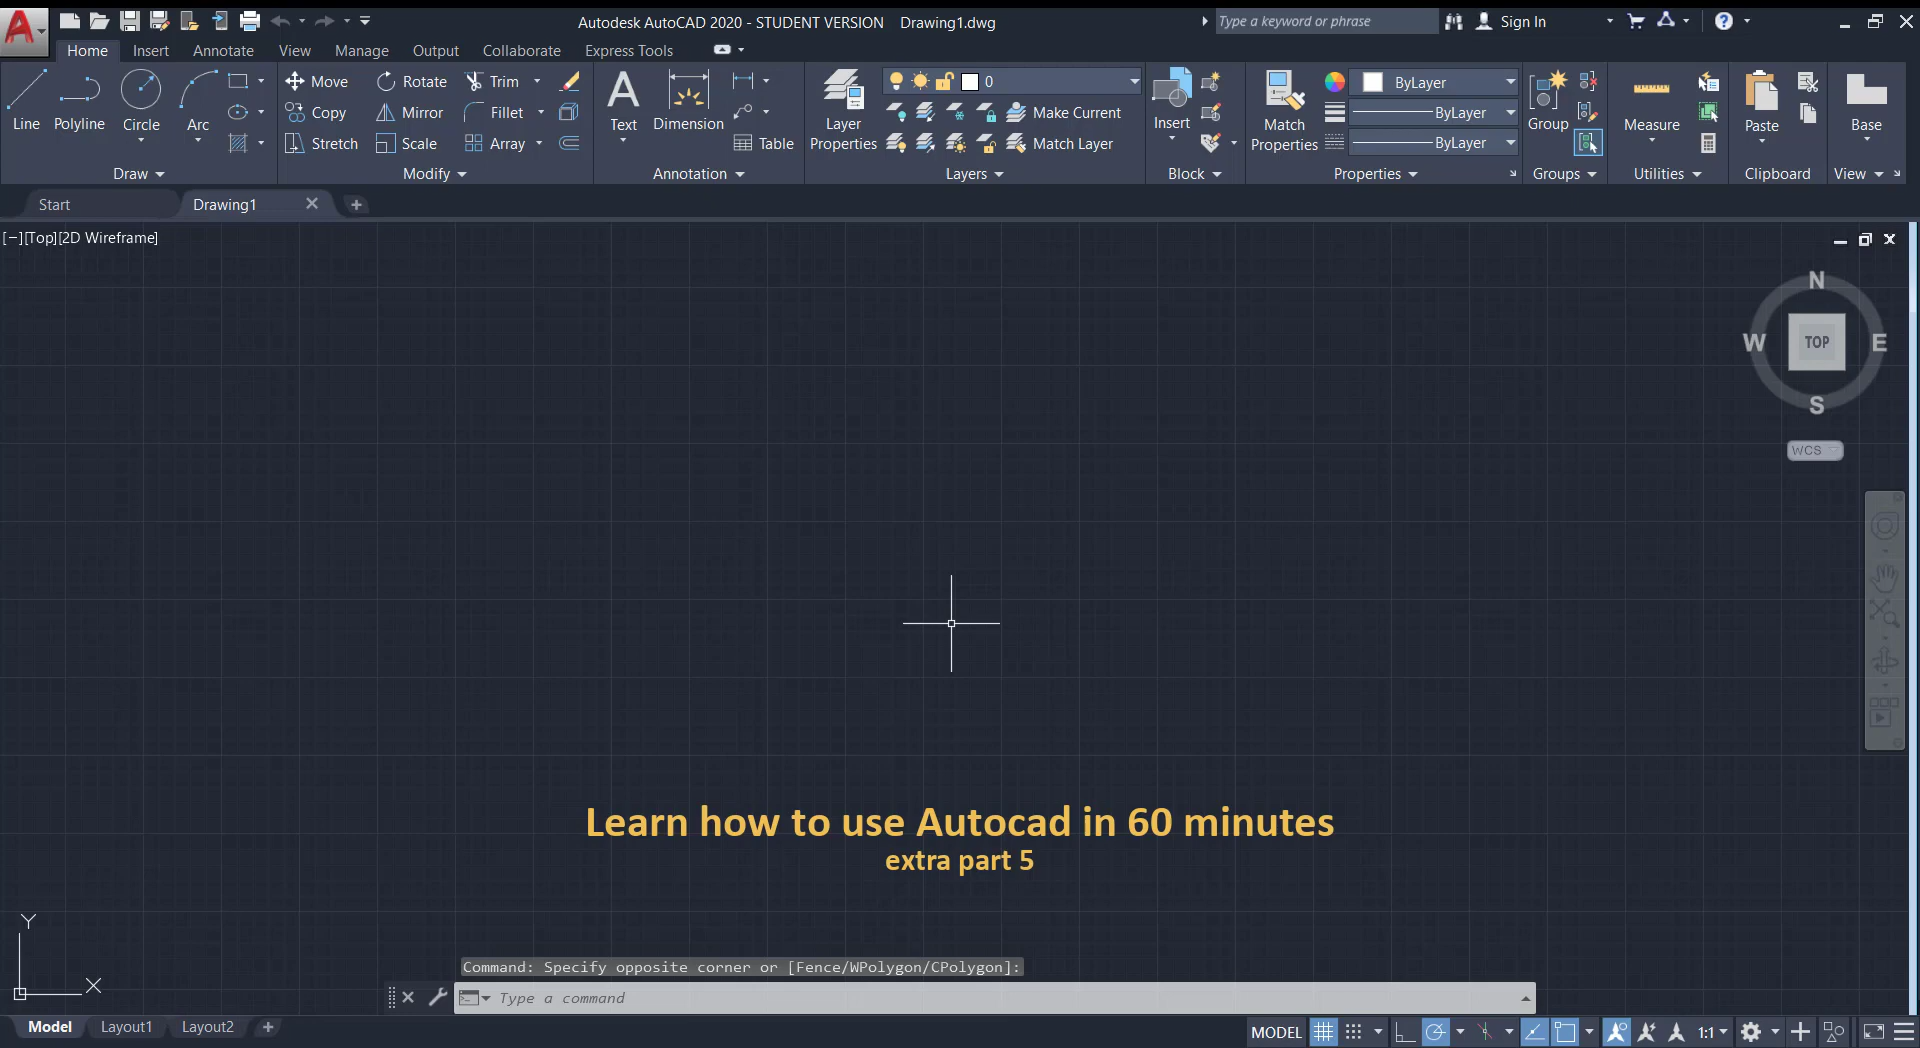 Autodesk AutoCAD 2020 - STUDENT VERSION Drawing1.dwg
Type a keyword or phrase
Sign In
Home Insert Annotate View Manage Output Collaborate Express Tools
Line
Polyline
Circle
Arc
Draw
Move
Rotate
Trim
Copy
Mirror
Fillet
Stretch
Scale
Array
Modify
Text
Dimension
Table
Annotation
Layer
Properties
0
Make Current
Match Layer
Layers
Insert
Block
Match
Properties
ByLayer
ByLayer
ByLayer
Properties
Group
Groups
Measure
Utilities
Paste
Clipboard
Base
View
Start
Drawing1
[−][Top][2D Wireframe]
N
W
TOP
E
S
WCS
Learn how to use Autocad in 60 minutes
extra part 5
Y
X
Command: Specify opposite corner or [Fence/WPolygon/CPolygon]:
Type a command
Model Layout1 Layout2
MODEL
1:1